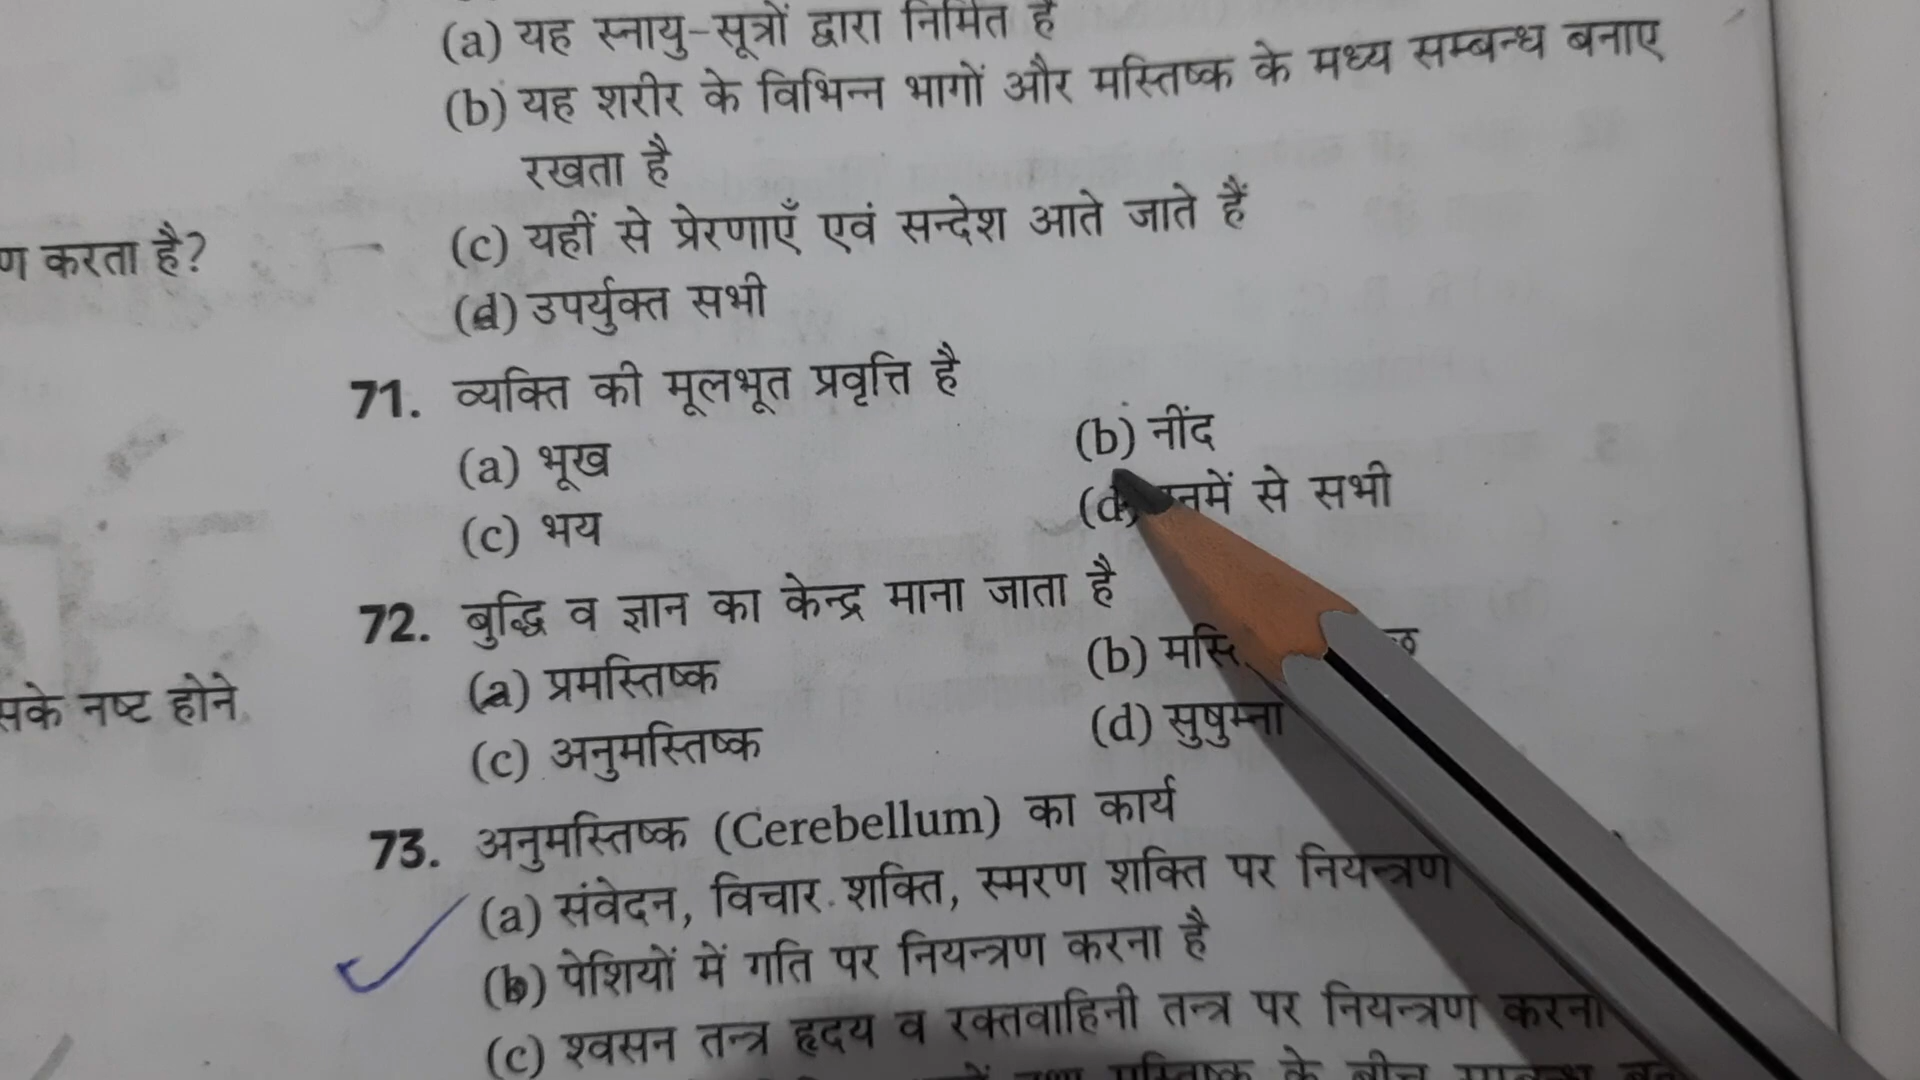 (a) यह स्नायु-सूत्रों द्वारा निर्मित है
(b) यह शरीर के विभिन्न भागों और मस्तिष्क के मध्य सम्बन्ध बनाए
रखता है
ण करता है?
(c) यहीं से प्रेरणाएँ एवं सन्देश आते जाते हैं
(d) उपर्युक्त सभी
71. व्यक्ति की मूलभूत प्रवृत्ति है
(a) भूख (b) नींद
(c) भय (d) से सभी
72. बुद्धि व ज्ञान का केन्द्र माना जाता है
(a) प्रमस्तिष्क (b)
सके नष्ट होने
(c) अनुमस्तिष्क (d) सुषुम्ना
73. अनुमस्तिष्क (Cerebellum) का कार्य
(a) संवेदन, विचार शक्ति, स्मरण शक्ति पर नियन्त्रण
(b) पेशियों में गति पर नियन्त्रण करना है
(c) श्वसन तन्त्र हृदय व रक्तवाहिनी तन्त्र पर नियन्त्रण करना
मस्तिष्क के बीच